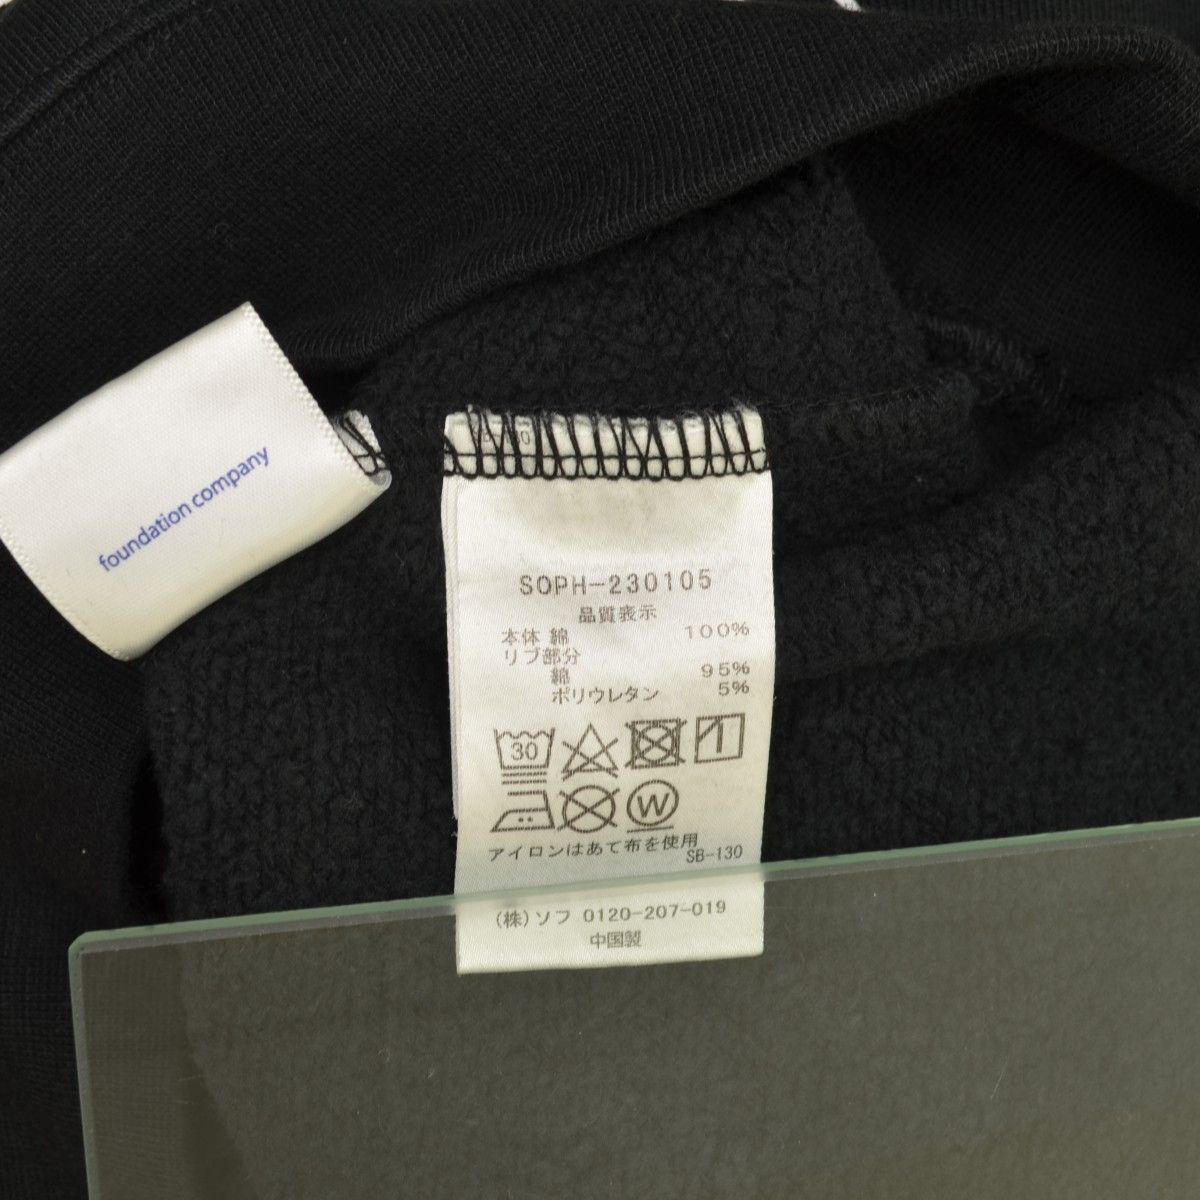 foundation company
SOPH-230105
品質表示
本体 綿 100%
リブ部分
綿 95%
ポリウレタン 5%
30
W
アイロンはあて布を使用
SB-130
(株)ソフ 0120-207-019
中国製